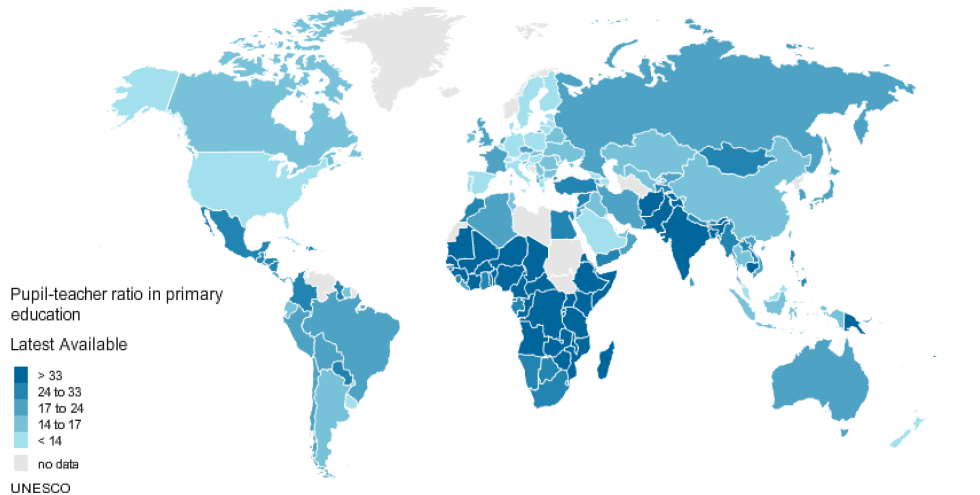 Pupil-teacher ratio in primary
education
Latest Available
> 33
24 to 33
17 to 24
14 to 17
< 14
no data
UNESCO